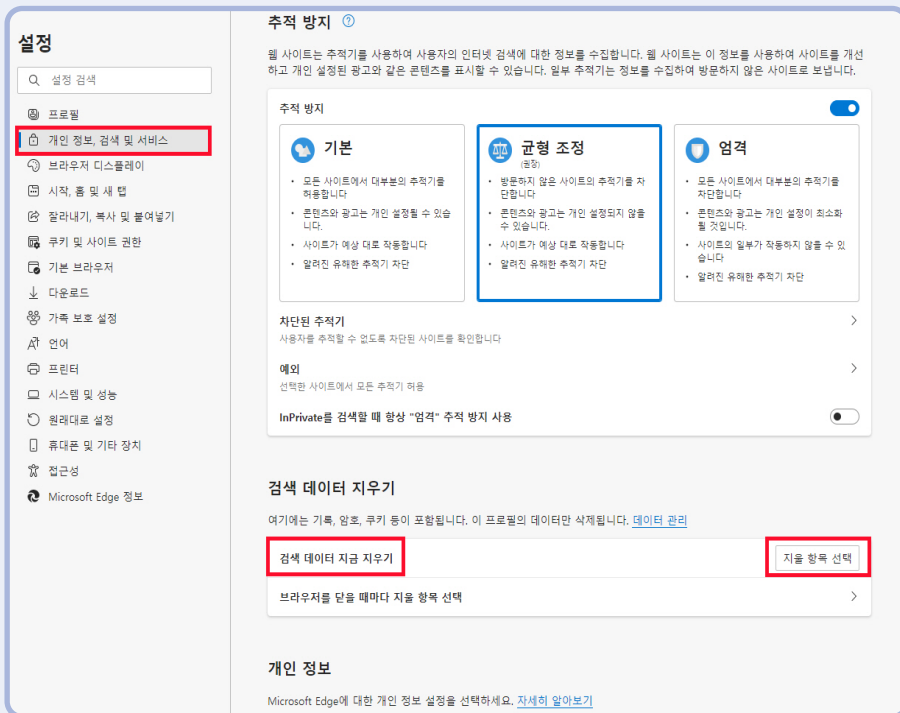 설정
설정 검색
프로필
개인 정보, 검색 및 서비스
브라우저 디스플레이
시작, 홈 및 새 탭
잘라내기, 복사 및 붙여넣기
쿠키 및 사이트 권한
기본 브라우저
다운로드
가족 보호 설정
언어
프린터
시스템 및 성능
원래대로 설정
휴대폰 및 기타 장치
접근성
Microsoft Edge 정보
추적 방지
웹 사이트는 추적기를 사용하여 사용자의 인터넷 검색에 대한 정보를 수집합니다. 웹 사이트는 이 정보를 사용하여 사이트를 개선
하고 개인 설정된 광고와 같은 콘텐츠를 표시할 수 있습니다. 일부 추적기는 정보를 수집하여 방문하지 않은 사이트로 보냅니다.
추적 방지
기본
• 모든 사이트에서 대부분의 추적기를
허용합니다
• 콘텐츠와 광고는 개인 설정될 수 있습
니다.
• 사이트가 예상 대로 작동합니다
• 알려진 유해한 추적기 차단
균형 조정
(권장)
• 방문하지 않은 사이트의 추적기를 차
단합니다
• 콘텐츠와 광고는 개인 설정되지 않을
수 있습니다.
• 사이트가 예상 대로 작동합니다
• 알려진 유해한 추적기 차단
엄격
• 모든 사이트에서 대부분의 추적기를
차단합니다
• 콘텐츠와 광고는 개인 설정이 최소화
될 것입니다.
• 사이트의 일부가 작동하지 않을 수 있
습니다
• 알려진 유해한 추적기 차단
차단된 추적기
사용자를 추적할 수 없도록 차단된 사이트를 확인합니다
예외
선택한 사이트에서 모든 추적기 허용
InPrivate를 검색할 때 항상 "엄격" 추적 방지 사용
검색 데이터 지우기
여기에는 기록, 암호, 쿠키 등이 포함됩니다. 이 프로필의 데이터만 삭제됩니다. 데이터 관리
검색 데이터 지금 지우기
지울 항목 선택
브라우저를 닫을 때마다 지울 항목 선택
개인 정보
Microsoft Edge에 대한 개인 정보 설정을 선택하세요. 자세히 알아보기